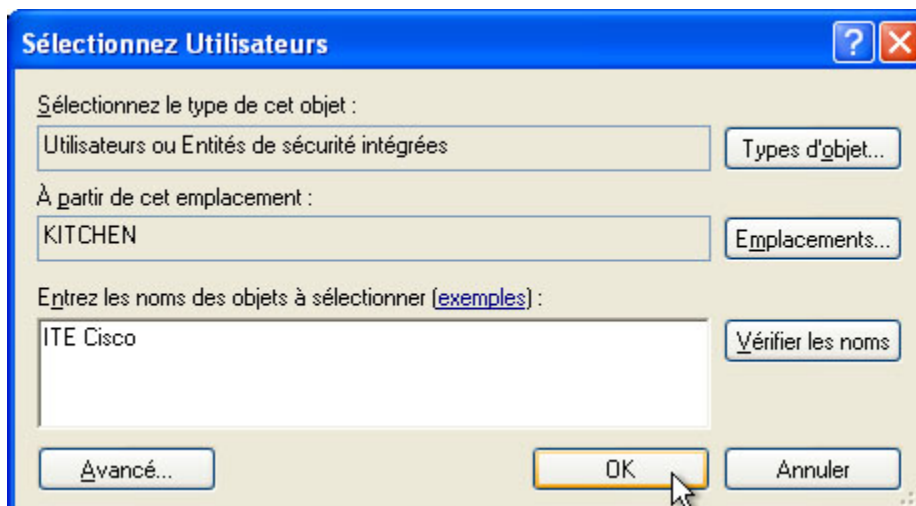 Sélectionnez Utilisateurs
Sélectionnez le type de cet objet :
Utilisateurs ou Entités de sécurité intégrées
Types d'objet...
À partir de cet emplacement :
KITCHEN
Emplacements...
Entrez les noms des objets à sélectionner (exemples) :
ITE Cisco
Vérifier les noms
Avancé...
OK
Annuler